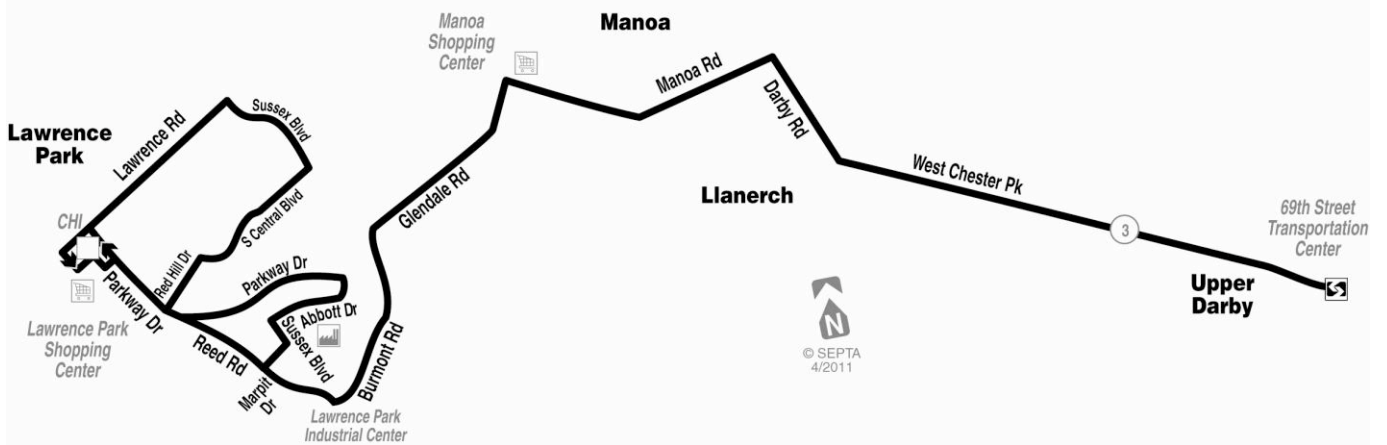 Manoa
Shopping
Center
Manoa
Manoa Rd
Darby Rd
Lawrence
Park
Lawrence Rd
Sussex Blvd
Glendale Rd
West Chester Pk
Llanerch
3
69th Street
Transportation
Center
Upper
Darby
CHI
S Central Blvd
Red Hill Dr
Parkway Dr
Parkway Dr
Abbott Dr
Sussex Blvd
Reed Rd
Marpit
Dr
Burmont Rd
Lawrence Park
Shopping
Center
Lawrence Park
Industrial Center
N
© SEPTA
4/2011